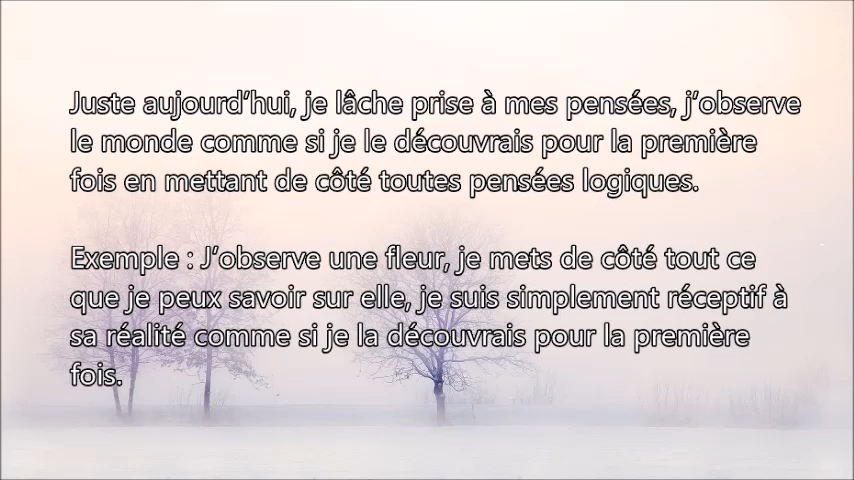 Juste aujourd’hui, je lâche prise à mes pensées, j’observe
le monde comme si je le découvrais pour la première
fois en mettant de côté toutes pensées logiques.
Exemple : J’observe une fleur, je mets de côté tout ce
que je peux savoir sur elle, je suis simplement réceptif à
sa réalité comme si je la découvrais pour la première
fois.